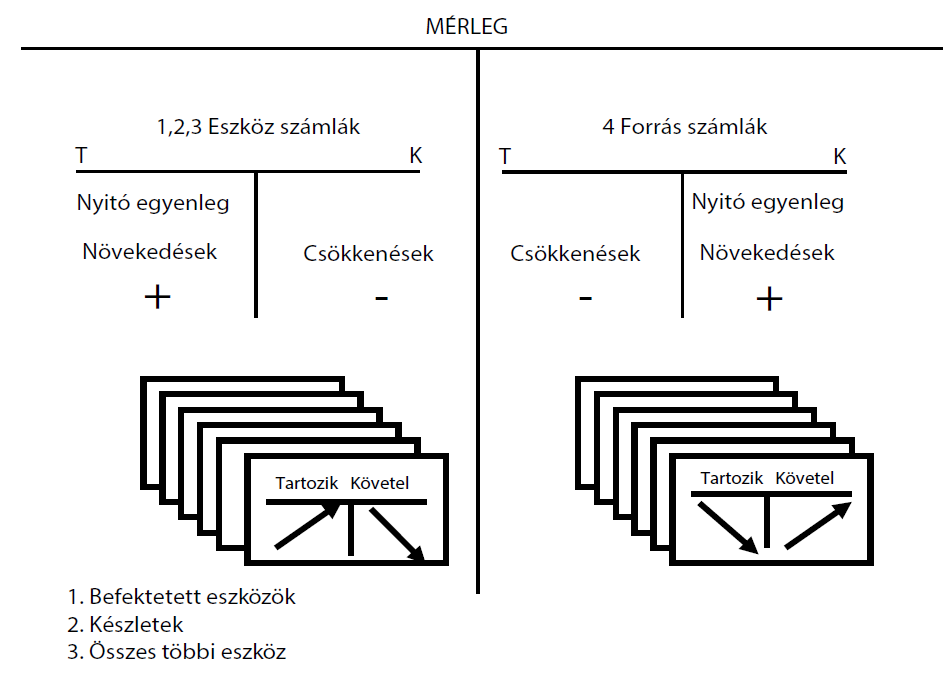 MÉRLEG
1,2,3 Eszköz számlák
T K
Nyitó egyenleg
Növekedések Csökkenések
+ -
4 Forrás számlák
T K
Nyitó egyenleg
Csökkenések Növekedések
- +
Tartozik Követel
Tartozik Követel
1. Befektetett eszközök
2. Készletek
3. Összes többi eszköz